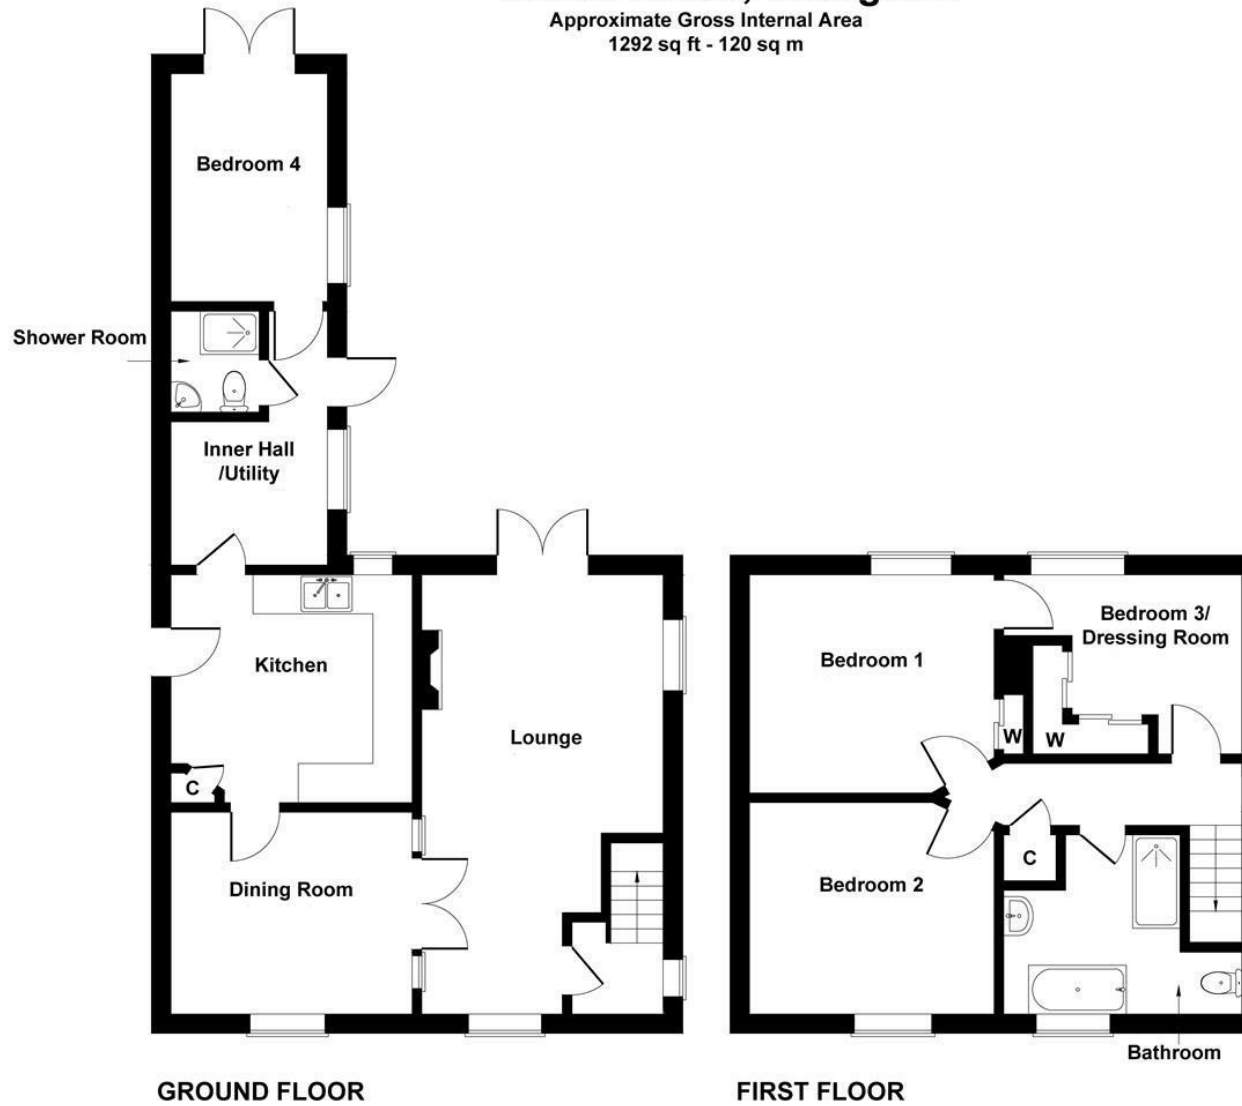 Approximate Gross Internal Area
1292 sq ft - 120 sq m
Bedroom 4
Shower Room
Inner Hall
/Utility
Kitchen
C
Lounge
Dining Room
Bedroom 1
Bedroom 3/
Dressing Room
W
W
Bedroom 2
C
Bathroom
GROUND FLOOR
FIRST FLOOR